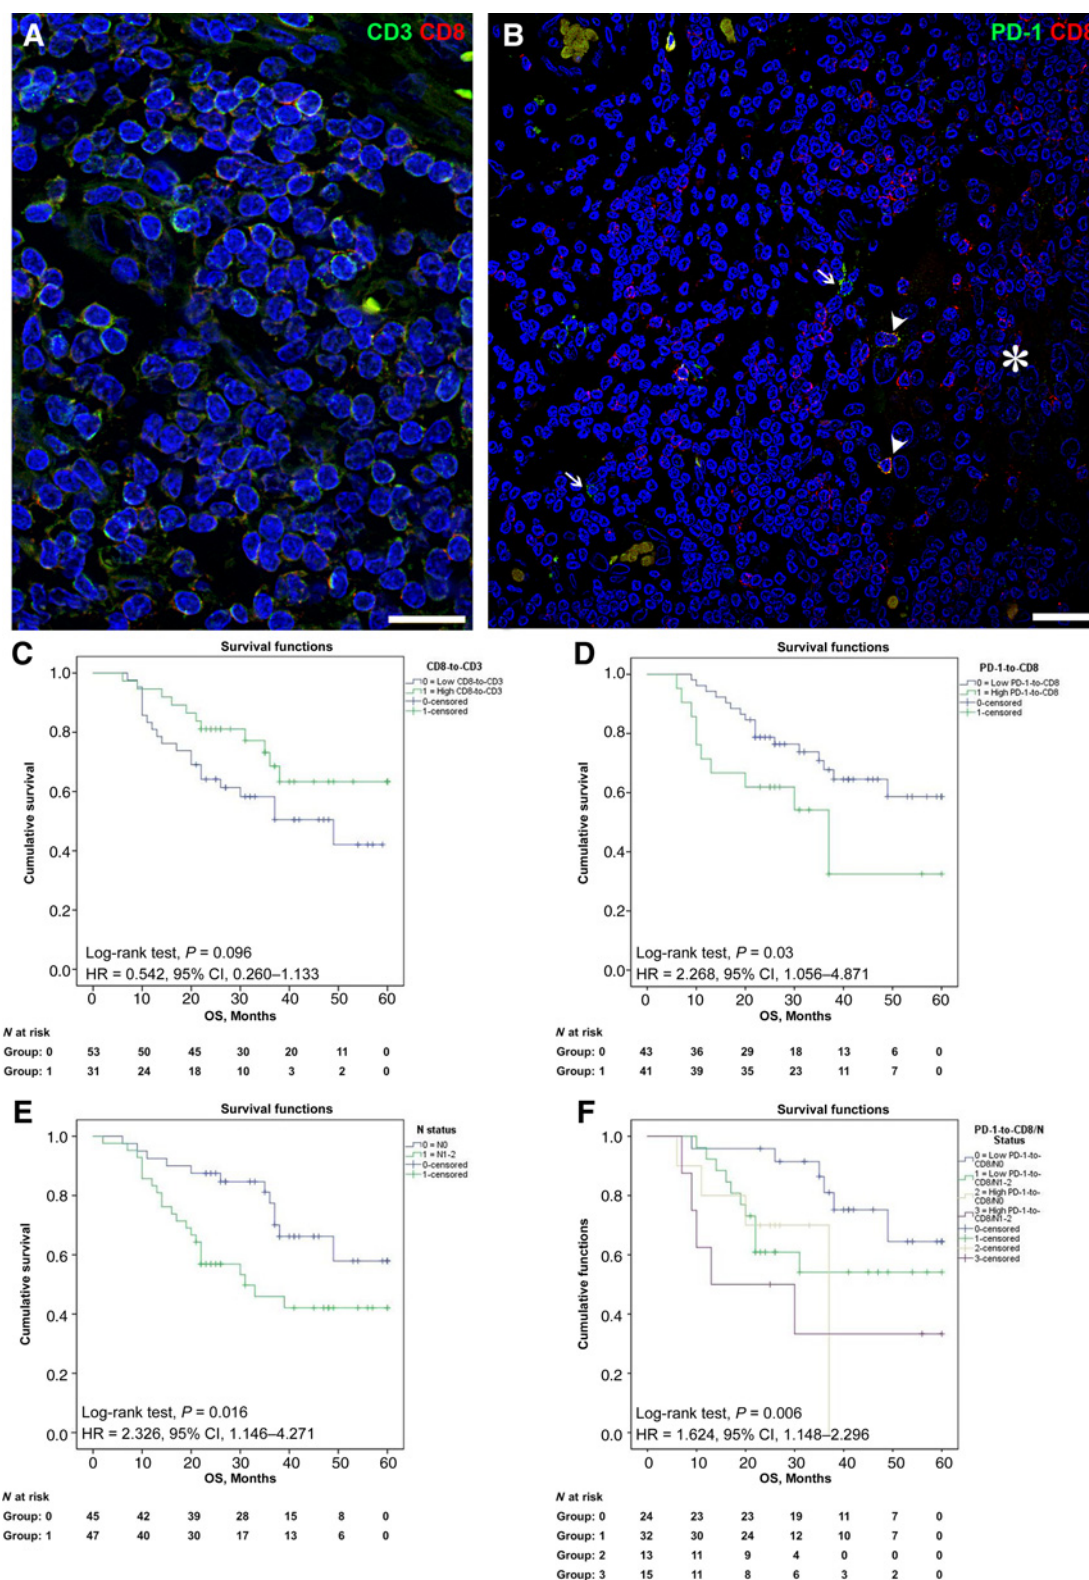 A
CD3 CD8
B
PD-1 CD8
*
C
Survival functions
CD8-to-CD3
0 = Low CD8-to-CD3
1 = High CD8-to-CD3
0-censored
1-censored
Cumulative survival
1.0
0.8
0.6
0.4
0.2
0.0
Log-rank test, P = 0.096
HR = 0.542, 95% CI, 0.260–1.133
0 10 20 30 40 50 60
OS, Months
N at risk
Group: 0 53 50 45 30 20 11 0
Group: 1 31 24 18 10 3 2 0
D
Survival functions
PD-1-to-CD8
0 = Low PD-1-to-CD8
1 = High PD-1-to-CD8
0-censored
1-censored
Cumulative survival
1.0
0.8
0.6
0.4
0.2
0.0
Log-rank test, P = 0.03
HR = 2.268, 95% CI, 1.056–4.871
0 10 20 30 40 50 60
OS, Months
N at risk
Group: 0 43 36 29 18 13 6 0
Group: 1 41 39 35 23 11 7 0
E
Survival functions
N status
0 = N0
1 = N1-2
0-censored
1-censored
Cumulative survival
1.0
0.8
0.6
0.4
0.2
0.0
Log-rank test, P = 0.016
HR = 2.326, 95% CI, 1.146–4.271
0 10 20 30 40 50 60
OS, Months
N at risk
Group: 0 45 42 39 28 15 8 0
Group: 1 47 40 30 17 13 6 0
F
Survival functions
PD-1-to-CD8/N
Status
0 = Low PD-1-to-
CD8/N0
1 = Low PD-1-to-
CD8/N1-2
2 = High PD-1-to-
CD8/N0
3 = High PD-1-to-
CD8/N1-2
0-censored
1-censored
2-censored
3-censored
Cumulative functions
1.0
0.8
0.6
0.4
0.2
0.0
Log-rank test, P = 0.006
HR = 1.624, 95% CI, 1.148–2.296
0 10 20 30 40 50 60
OS, Months
N at risk
Group: 0 24 23 23 19 11 7 0
Group: 1 32 30 24 12 10 7 0
Group: 2 13 11 9 4 0 0 0
Group: 3 15 11 8 6 3 2 0